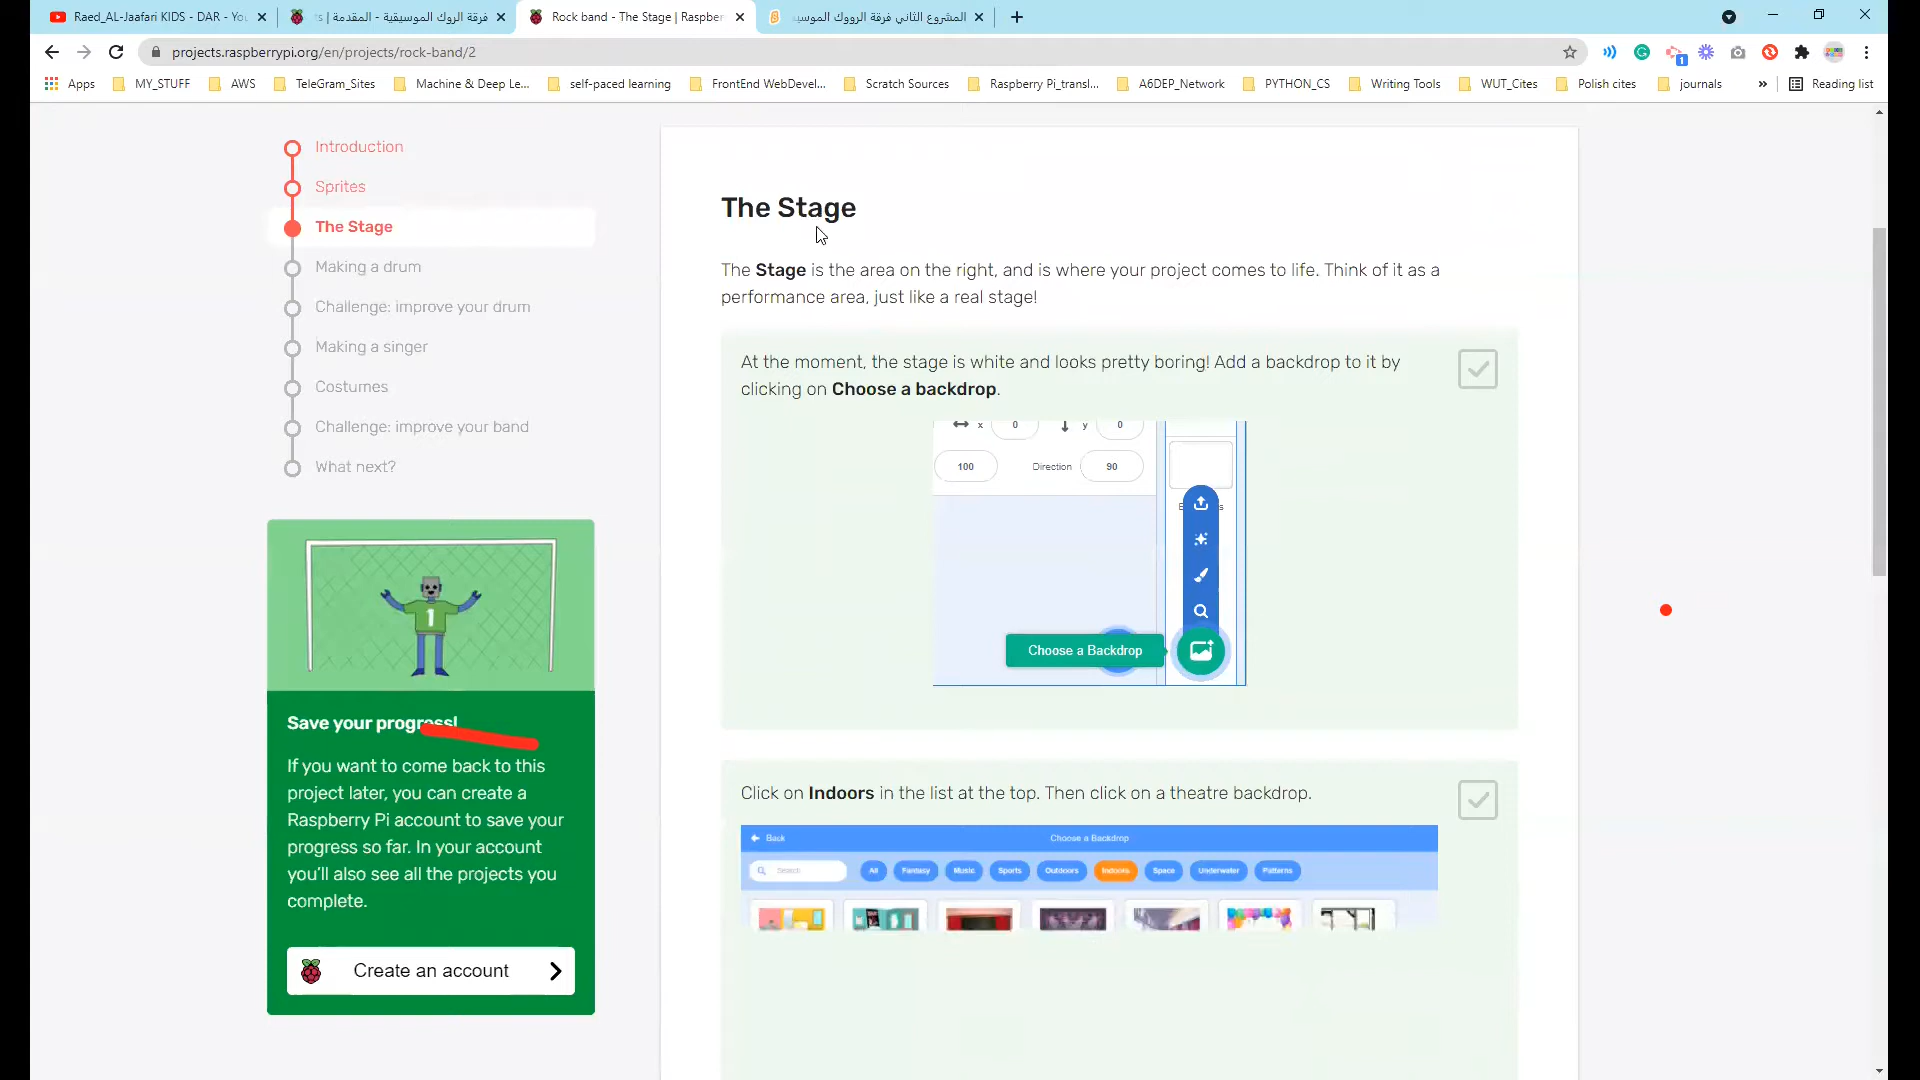 Raed_AL-Jaafari KIDS - DAR - You
فرقة الروك الموسيقية - المقدمة | ts
Rock band - The Stage | Raspber
المشروع الثاني فرقة الرووك الموسي
projects.raspberrypi.org/en/projects/rock-band/2
Apps
MY_STUFF
AWS
TeleGram_Sites
Machine & Deep Le...
self-paced learning
FrontEnd WebDevel...
Scratch Sources
Raspberry Pi_transl...
A6DEP_Network
PYTHON_CS
Writing Tools
WUT_Cites
Polish cites
journals
»
Reading list
Introduction
Sprites
The Stage
Making a drum
Challenge: improve your drum
Making a singer
Costumes
Challenge: improve your band
What next?
1
Save your progress!
If you want to come back to this
project later, you can create a
Raspberry Pi account to save your
progress so far. In your account
you'll also see all the projects you
complete.
Create an account
The Stage
The Stage is the area on the right, and is where your project comes to life. Think of it as a
performance area, just like a real stage!
At the moment, the stage is white and looks pretty boring! Add a backdrop to it by
clicking on Choose a backdrop.
x 0 y 0
100 Direction 90
Choose a Backdrop
Click on Indoors in the list at the top. Then click on a theatre backdrop.
Back
Choose a Backdrop
Search
All
Fantasy
Music
Sports
Outdoors
Indoors
Space
Underwater
Patterns